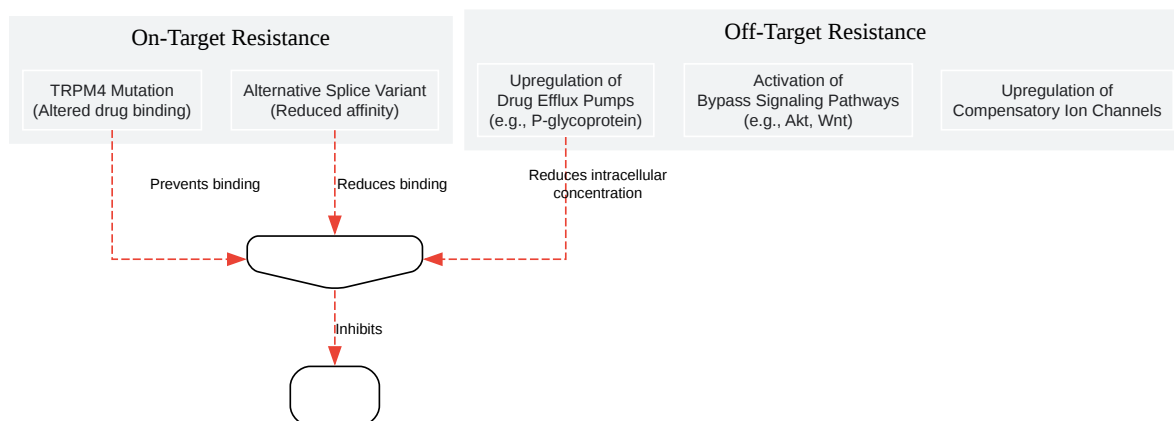 On-Target Resistance
TRPM4 Mutation
(Altered drug binding)
Alternative Splice Variant
(Reduced affinity)
Off-Target Resistance
Upregulation of
Drug Efflux Pumps
(e.g., P-glycoprotein)
Activation of
Bypass Signaling Pathways
(e.g., Akt, Wnt)
Upregulation of
Compensatory Ion Channels
Prevents binding
Reduces binding
Reduces intracellular
concentration
Inhibits